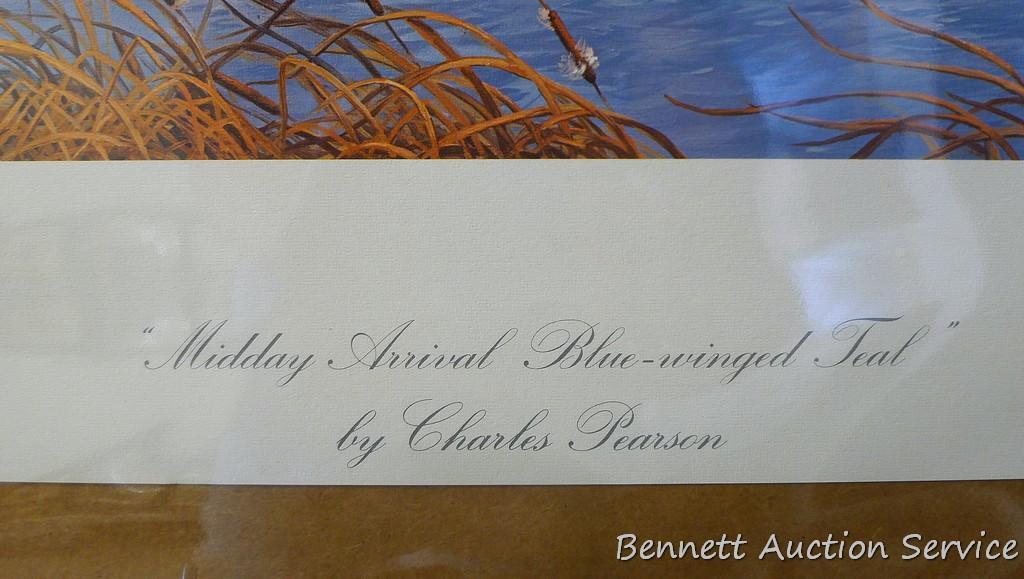 "Midday Arrival Blue-winged Teal"
by Charles Pearson
Bennett Auction Service